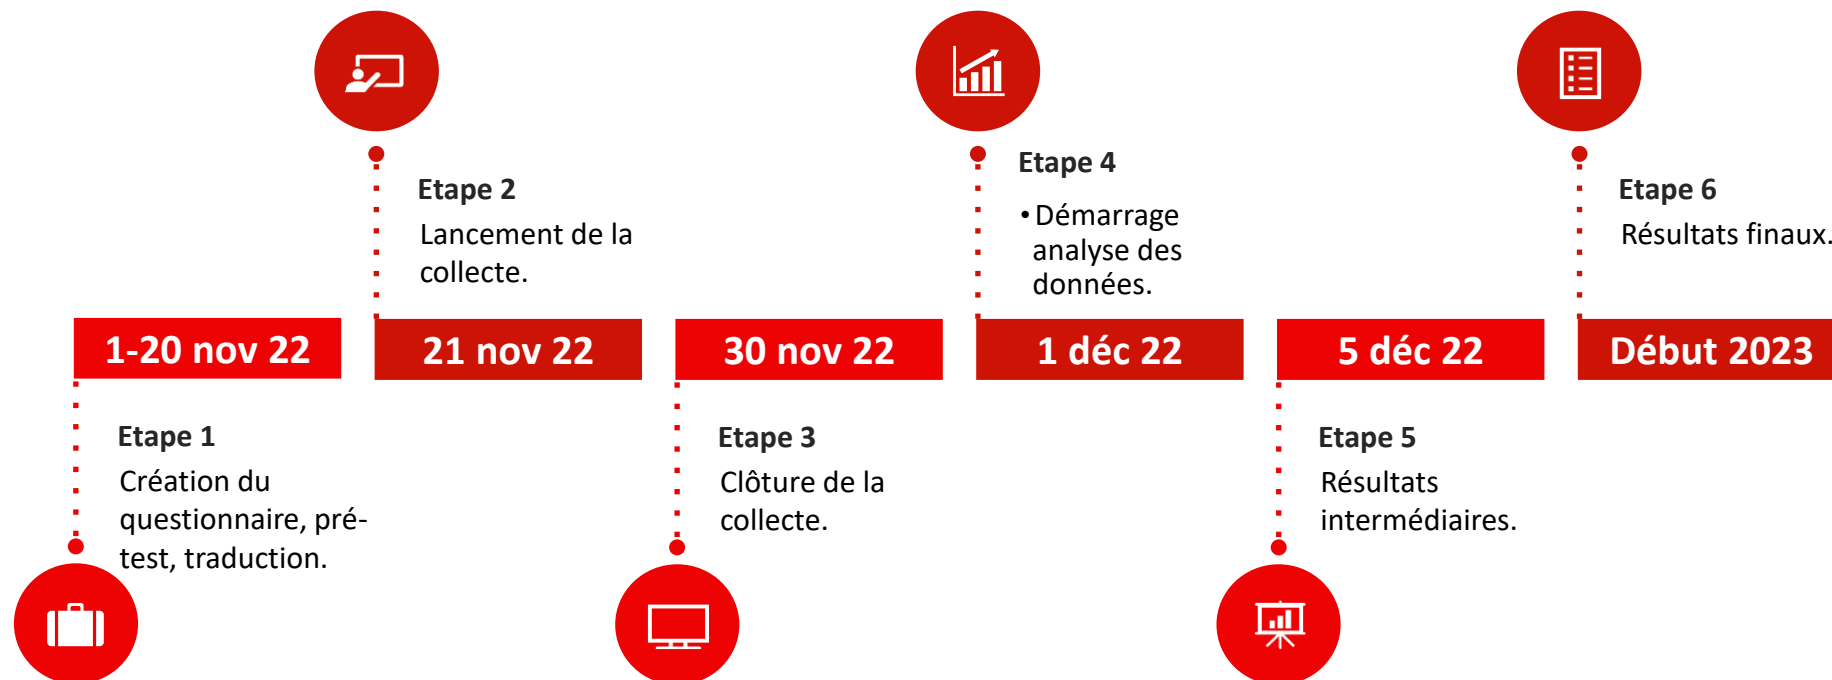 Etape 2
Lancement de la
collecte.
Etape 4
• Démarrage
analyse des
données.
Etape 6
Résultats finaux.
1-20 nov 22
21 nov 22
30 nov 22
1 déc 22
5 déc 22
Début 2023
Etape 1
Création du
questionnaire, pré-
test, traduction.
Etape 3
Clôture de la
collecte.
Etape 5
Résultats
intermédiaires.